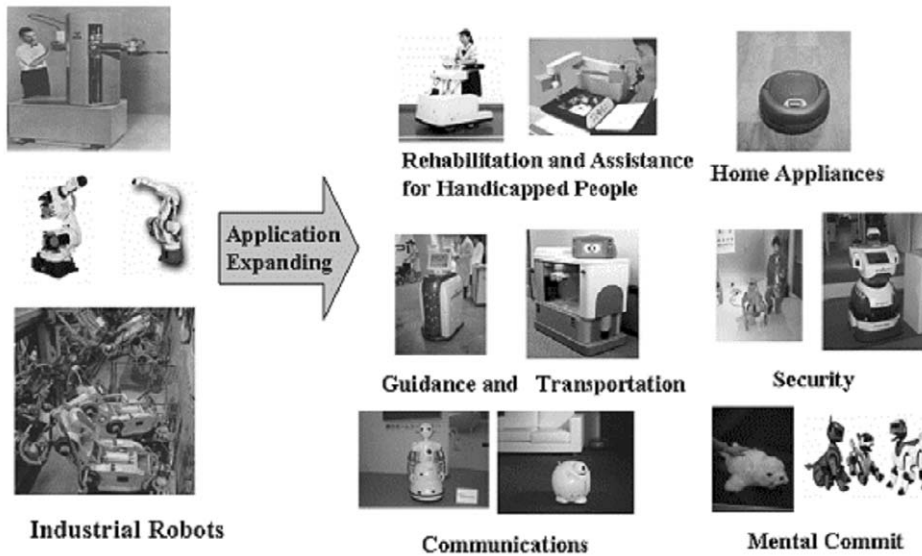 Rehabilitation and Assistance
for Handicapped People
Home Appliances
Application
Expanding
Guidance and Transportation
Security
Industrial Robots
Communications
Mental Commit